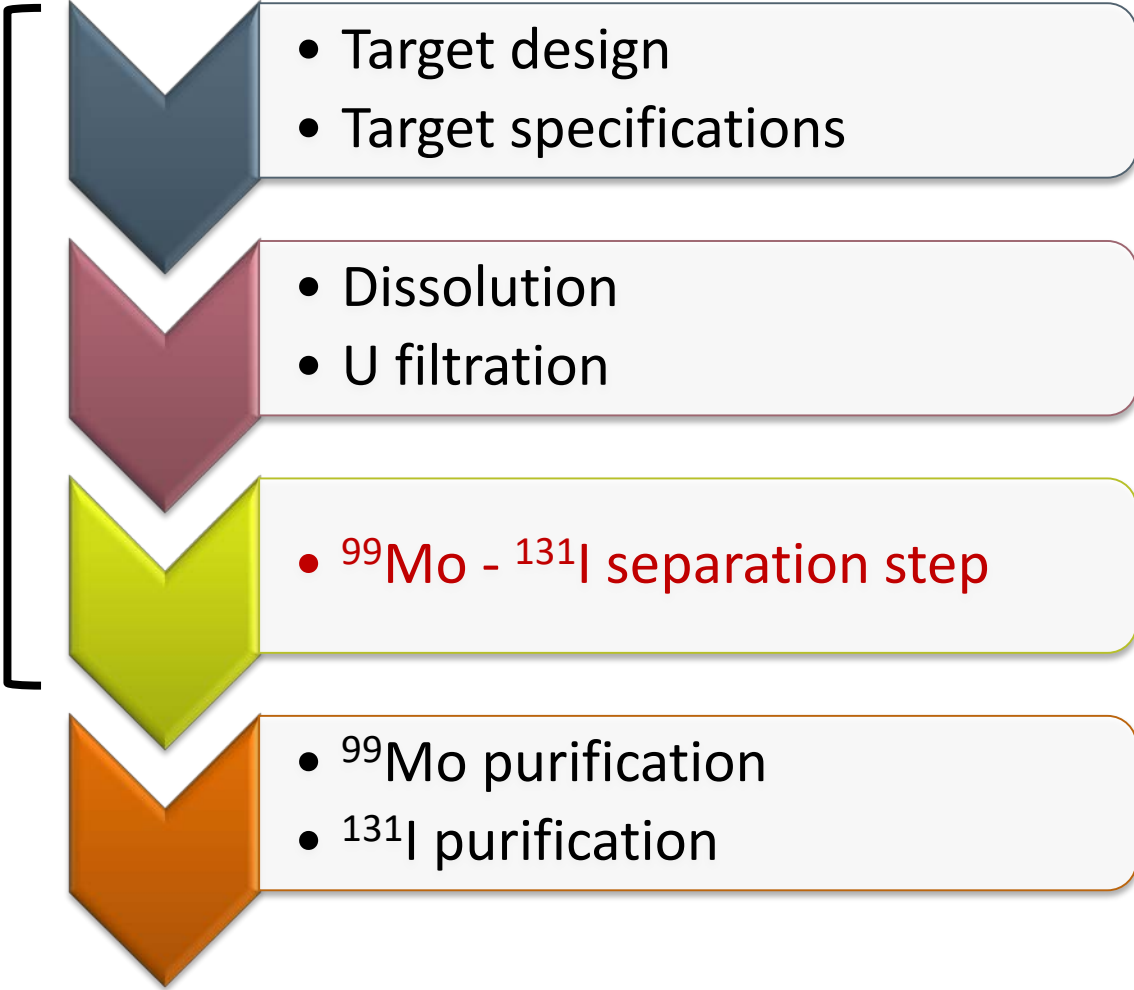 • Target design
• Target specifications
• Dissolution
• U filtration
• ⁹⁹Mo - ¹³¹I separation step
• ⁹⁹Mo purification
• ¹³¹I purification